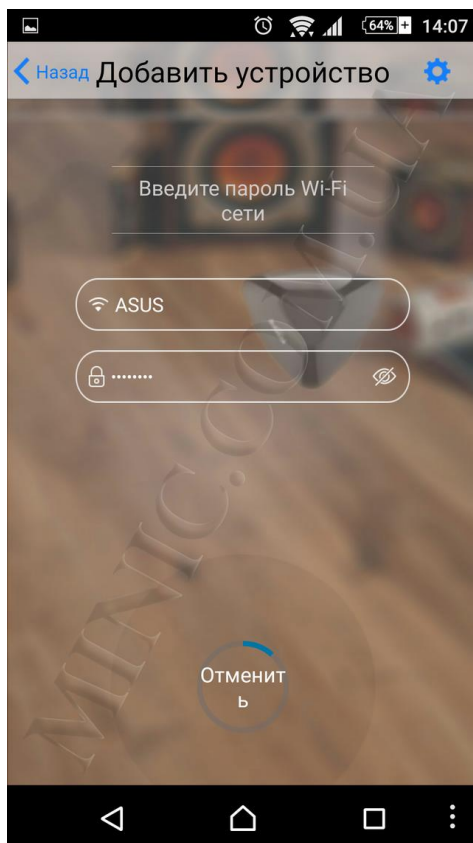 64% 14:07
Назад Добавить устройство
Введите пароль Wi-Fi
сети
ASUS
........
Отменит
ь
MINIC.COM.UA